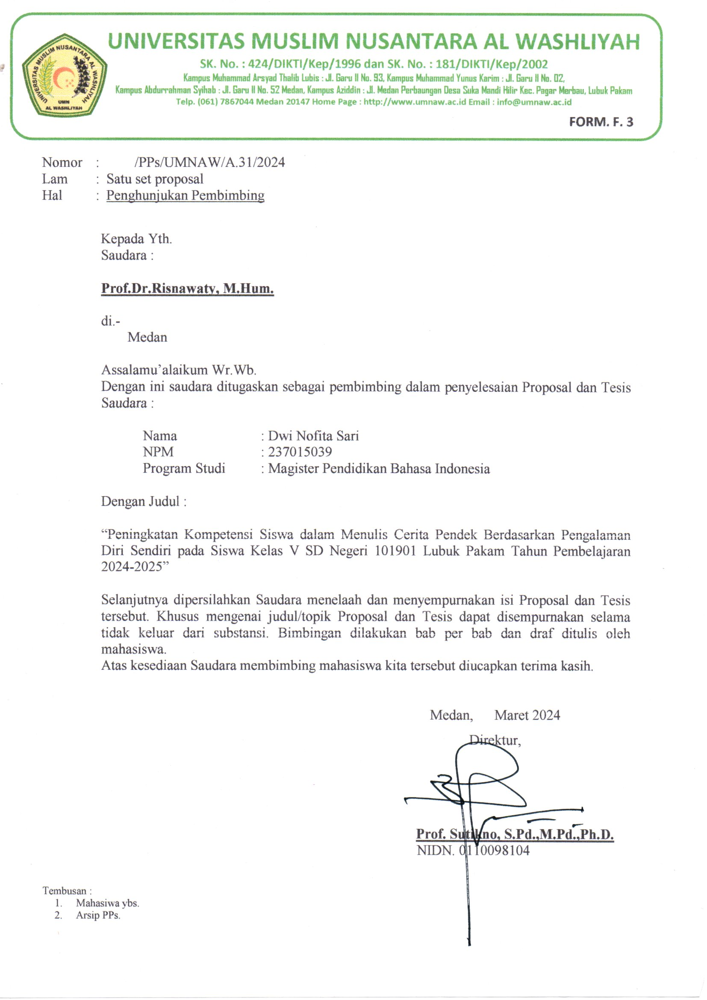 UNIVERSITAS MUSLIM NUSANTARA AL WASHLIYAH
UMN
AL WASHLIYAH
UNIVERSITAS MUSLIM NUSANTARA AL WASHLIYAH
SK. No. : 424/DIKTI/Kep/1996 dan SK. No. : 181/DIKTI/Kep/2002
Kampus Muhammad Arsyad Thalib Lubis : Jl. Garu II No. 93, Kampus Muhammad Yunus Karim : Jl. Garu II No. 02,
Kampus Abdurrahman Syihab : Jl. Garu II No. 52 Medan, Kampus Aziddin : Jl. Medan Perbaungan Desa Suka Mandi Hilir Kec. Pagar Merbau, Lubuk Pakam
Telp. (061) 7867044 Medan 20147 Home Page : http://www.umnaw.ac.id Email : info@umnaw.ac.id
FORM. F. 3
Nomor : /PPs/UMNAW/A.31/2024
Lam : Satu set proposal
Hal : Penghunjukan Pembimbing
Kepada Yth.
Saudara :
Prof.Dr.Risnawaty, M.Hum.
di.-
Medan
Assalamu’alaikum Wr.Wb.
Dengan ini saudara ditugaskan sebagai pembimbing dalam penyelesaian Proposal dan Tesis
Saudara :
Nama : Dwi Nofita Sari
NPM : 237015039
Program Studi : Magister Pendidikan Bahasa Indonesia
Dengan Judul :
“Peningkatan Kompetensi Siswa dalam Menulis Cerita Pendek Berdasarkan Pengalaman
Diri Sendiri pada Siswa Kelas V SD Negeri 101901 Lubuk Pakam Tahun Pembelajaran
2024-2025”
Selanjutnya dipersilahkan Saudara menelaah dan menyempurnakan isi Proposal dan Tesis
tersebut. Khusus mengenai judul/topik Proposal dan Tesis dapat disempurnakan selama
tidak keluar dari substansi. Bimbingan dilakukan bab per bab dan draf ditulis oleh
mahasiswa.
Atas kesediaan Saudara membimbing mahasiswa kita tersebut diucapkan terima kasih.
Medan, Maret 2024
Direktur,
Prof. Sutikno, S.Pd.,M.Pd.,Ph.D.
NIDN. 0110098104
Tembusan :
1. Mahasiwa ybs.
2. Arsip PPs.